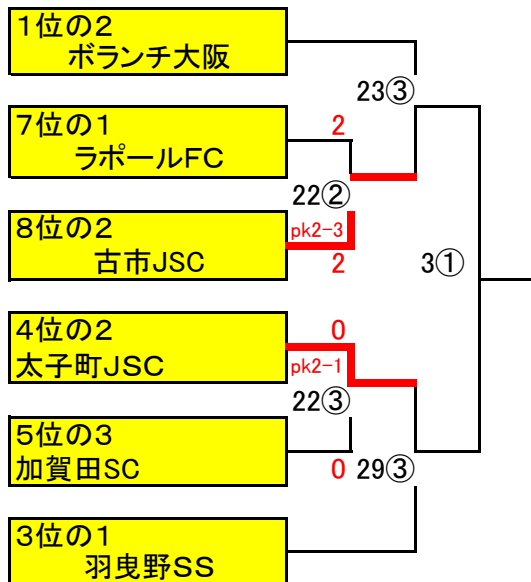 1位の2
ボランチ大阪
23③
7位の1
2
ラポールFC
22②
8位の2
pk2-3
古市JSC
2
3①
4位の2
0
太子町JSC
pk2-1
22③
5位の3
加賀田SC
0
29③
3位の1
羽曳野SS